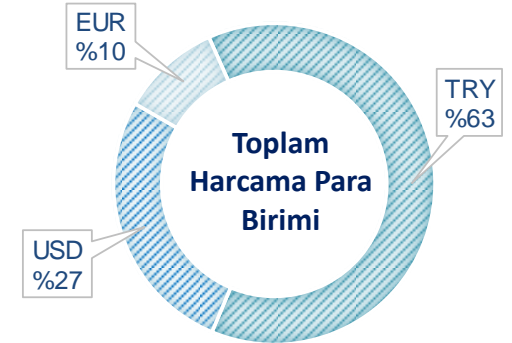 EUR
%10
TRY
%63
Toplam
Harcama Para
Birimi
USD
%27